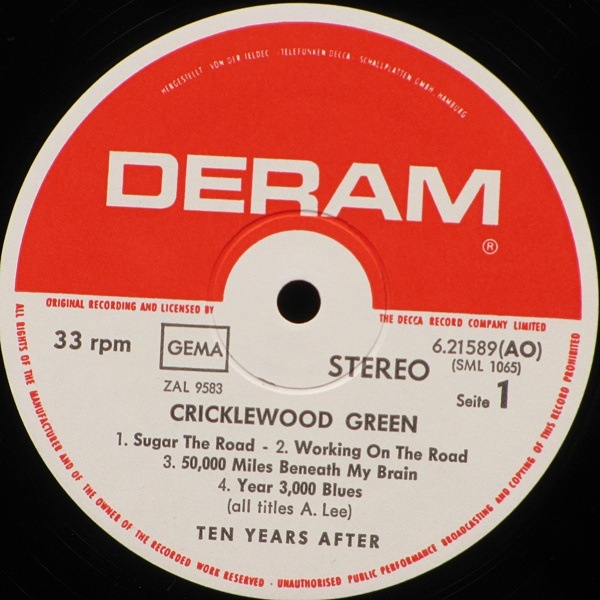 HERGESTELLT VON DER TELDEC ·TELEFUNKEN DECCA· SCHALLPLATTEN GMBH, HAMBURG
DERAM
®
ORIGINAL RECORDING AND LICENSED BY
THE DECCA RECORD COMPANY LIMITED
33 rpm
GEMA
STEREO
6.21589(AO)
(SML 1065)
ZAL 9583
Seite 1
CRICKLEWOOD GREEN
1. Sugar The Road - 2. Working On The Road
3. 50,000 Miles Beneath My Brain
4. Year 3,000 Blues
(all titles A. Lee)
TEN YEARS AFTER
ALL RIGHTS OF THE MANUFACTURER AND OF THE OWNER OF THE RECORDED WORK RESERVED · UNAUTHORISED PUBLIC PERFORMANCE BROADCASTING AND COPYING OF THIS RECORD PROHIBITED